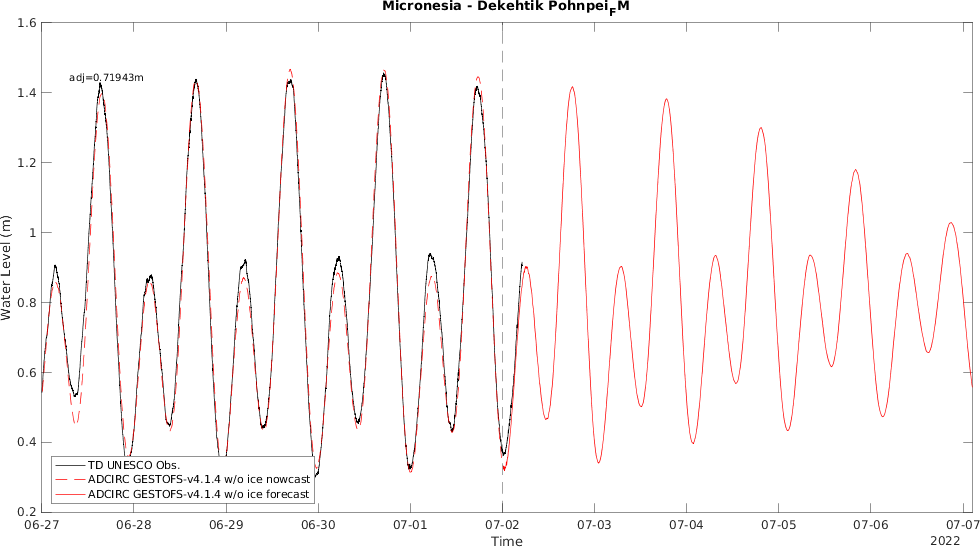 Micronesia - Dekehtik Pohnpei_FM
adj=0.71943m
1.6
1.4
1.2
1
0.8
0.6
0.4
0.2
Water Level (m)
TD UNESCO Obs.
ADCIRC GESTOFS-v4.1.4 w/o ice nowcast
ADCIRC GESTOFS-v4.1.4 w/o ice forecast
06-27 06-28 06-29 06-30 07-01 07-02 07-03 07-04 07-05 07-06 07-07
Time
2022